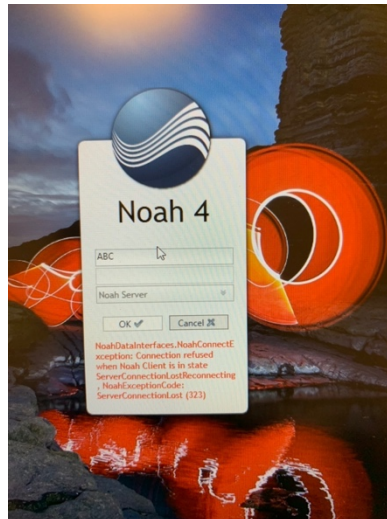 Noah 4
ABC
Noah Server
OK
Cancel
NoahDataInterfaces.NoahConnectE
xception: Connection refused
when Noah Client is in state
ServerConnectionLostReconnecting
, NoahExceptionCode:
ServerConnectionLost (323)